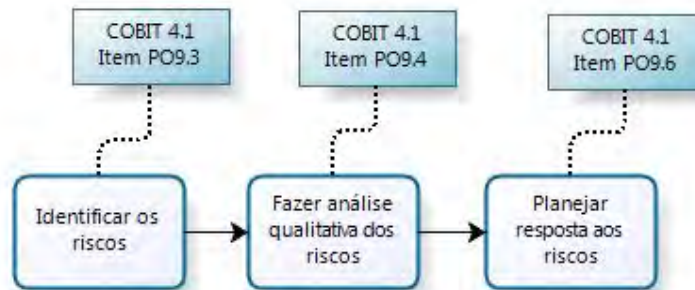 COBIT 4.1
Item PO9.3
COBIT 4.1
Item PO9.4
COBIT 4.1
Item PO9.6
Identificar os
riscos
Fazer análise
qualitativa dos
riscos
Planejar
resposta aos
riscos